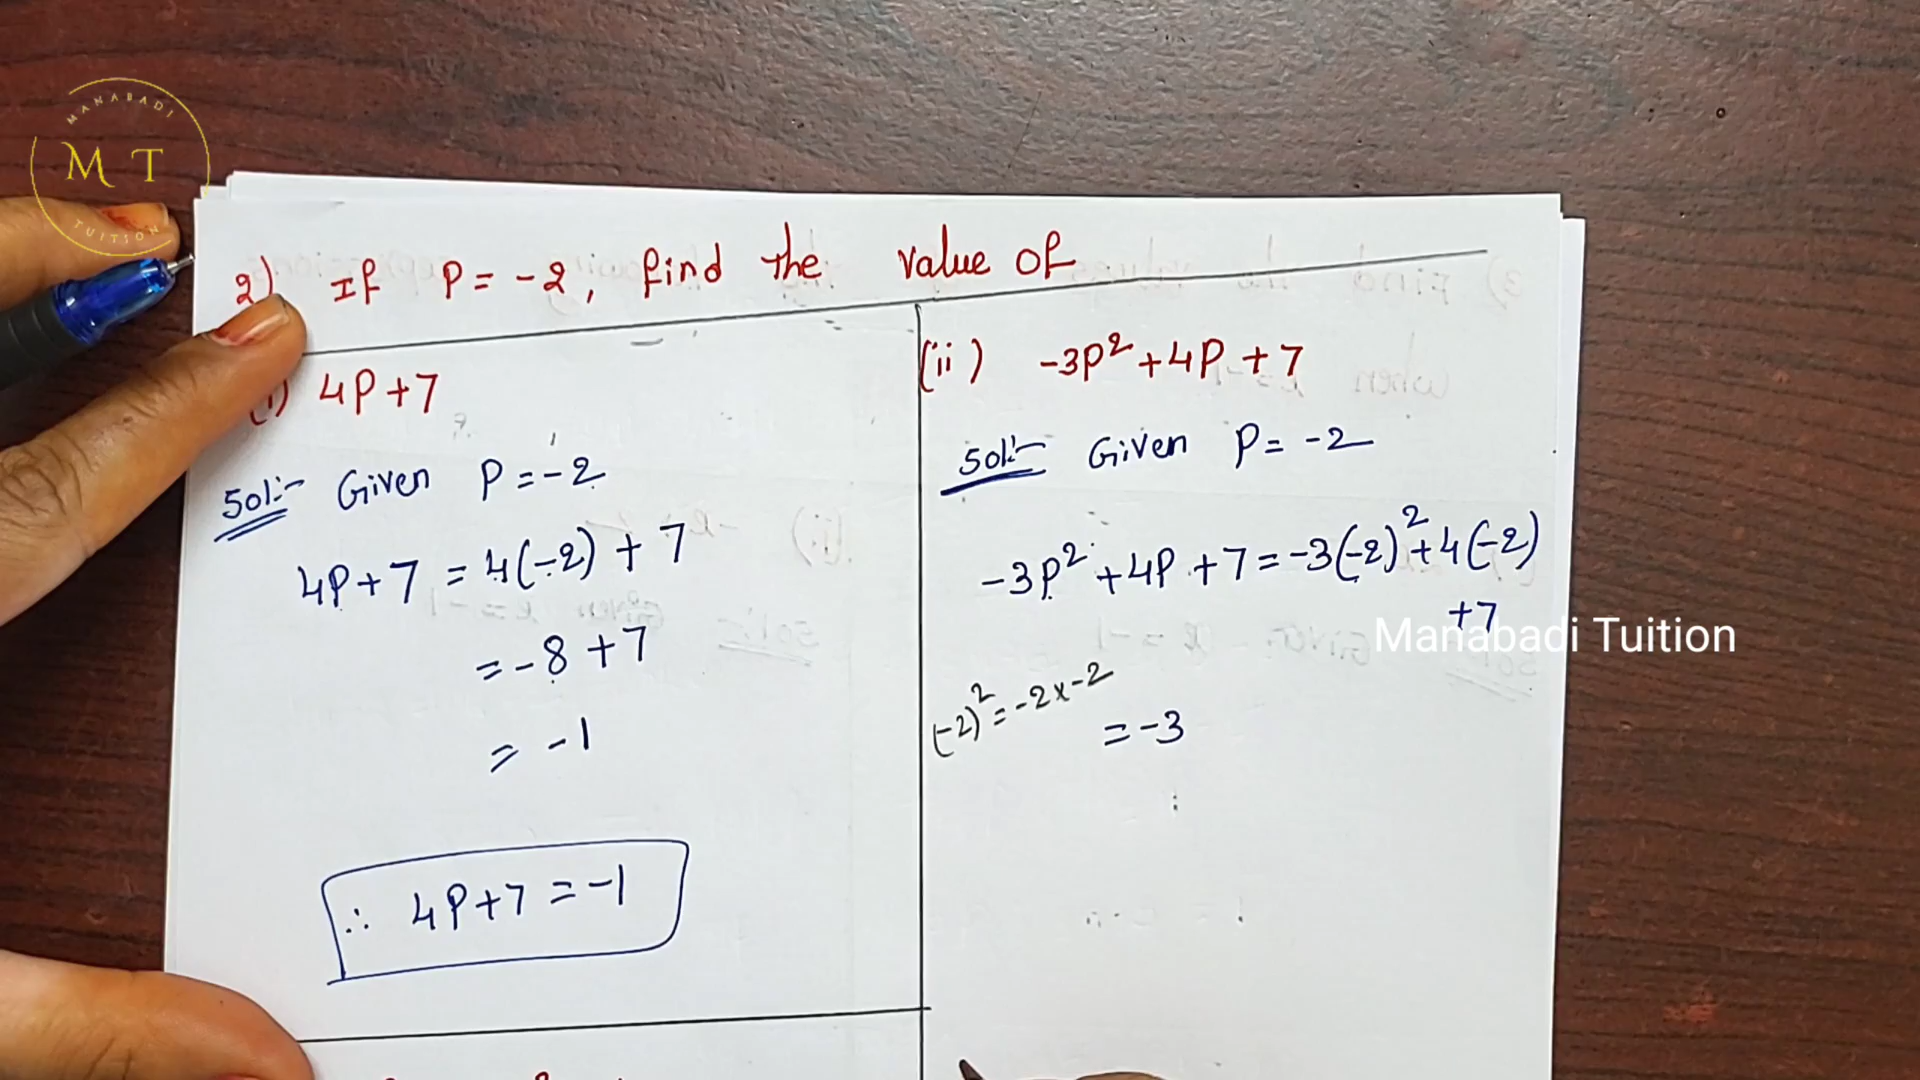 MANABADI
M T
TUITION
2) If P = -2, find the value of
(i) 4P+7
Sol:- Given P = -2
4P+7 = 4(-2) + 7
= -8 + 7
= -1
∴ 4P+7 = -1
(ii) -3P² + 4P + 7
Sol:- Given P = -2
-3P² + 4P + 7 = -3(-2)² + 4(-2)
+7
Manabadi Tuition
(-2)² = -2x-2
= -3